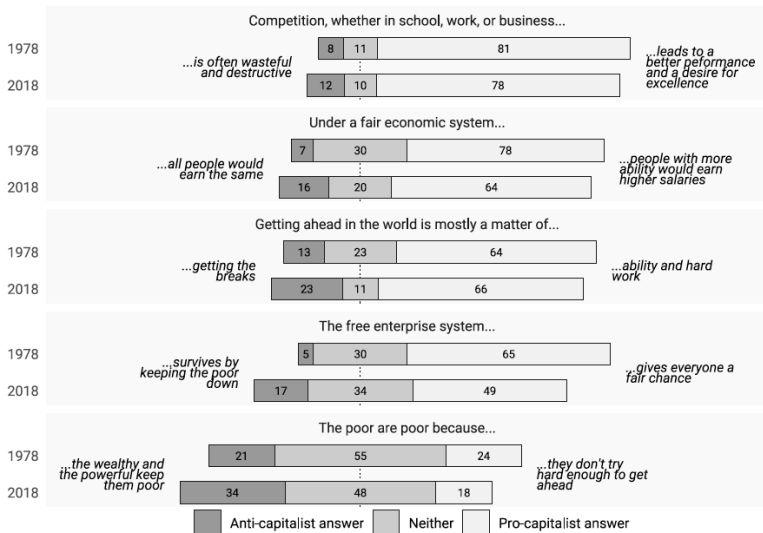 Competition, whether in school, work, or business...
1978
8 11 81
...is often wasteful
and destructive
...leads to a
better peformance
and a desire for
excellence
2018
12 10 78
Under a fair economic system...
1978
7 30 78
...all people would
earn the same
...people with more
ability would earn
higher salaries
2018
16 20 64
Getting ahead in the world is mostly a matter of...
1978
13 23 64
...getting the
breaks
...ability and hard
work
2018
23 11 66
The free enterprise system...
1978
5 30 65
...survives by
keeping the poor
down
...gives everyone a
fair chance
2018
17 34 49
The poor are poor because...
1978
21 55 24
...the wealthy and
the powerful keep
them poor
...they don't try
hard enough to get
ahead
2018
34 48 18
Anti-capitalist answer Neither Pro-capitalist answer